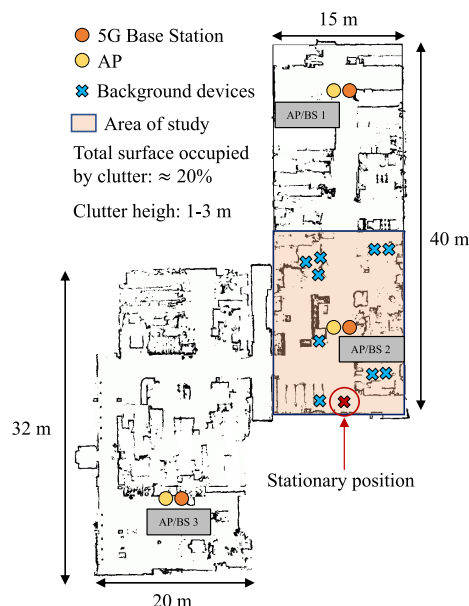 15 m
5G Base Station
AP
Background devices
Area of study
Total surface occupied
by clutter: ≈ 20%
Clutter heigh: 1-3 m
AP/BS 1
40 m
AP/BS 2
32 m
Stationary position
AP/BS 3
20 m